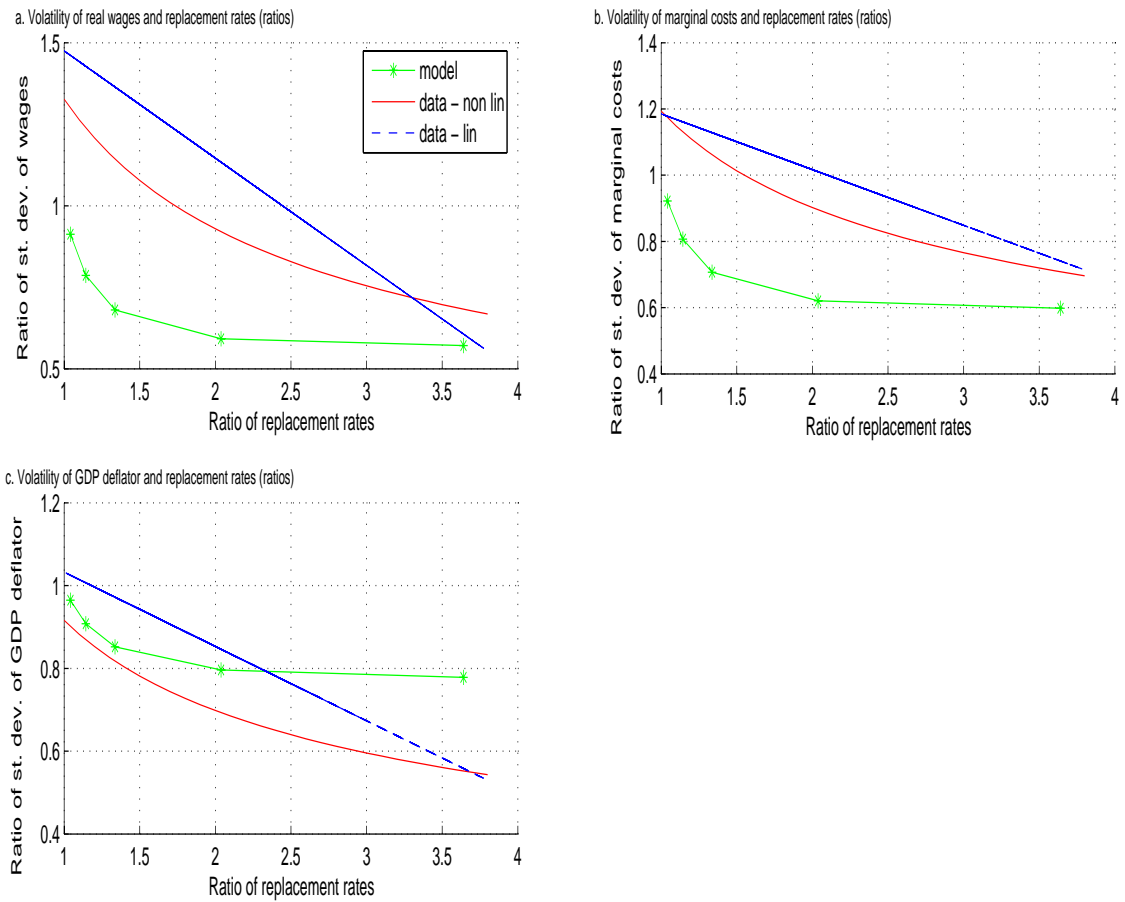 a. Volatility of real wages and replacement rates (ratios)
1.5
1
0.5
Ratio of st. dev. of wages
model
data – non lin
data – lin
1 1.5 2 2.5 3 3.5 4
Ratio of replacement rates
b. Volatility of marginal costs and replacement rates (ratios)
1.4
1.2
1
0.8
0.6
0.4
Ratio of st. dev. of marginal costs
1 1.5 2 2.5 3 3.5 4
Ratio of replacement rates
c. Volatility of GDP deflator and replacement rates (ratios)
1.2
1
0.8
0.6
0.4
Ratio of st. dev. of GDP deflator
1 1.5 2 2.5 3 3.5 4
Ratio of replacement rates